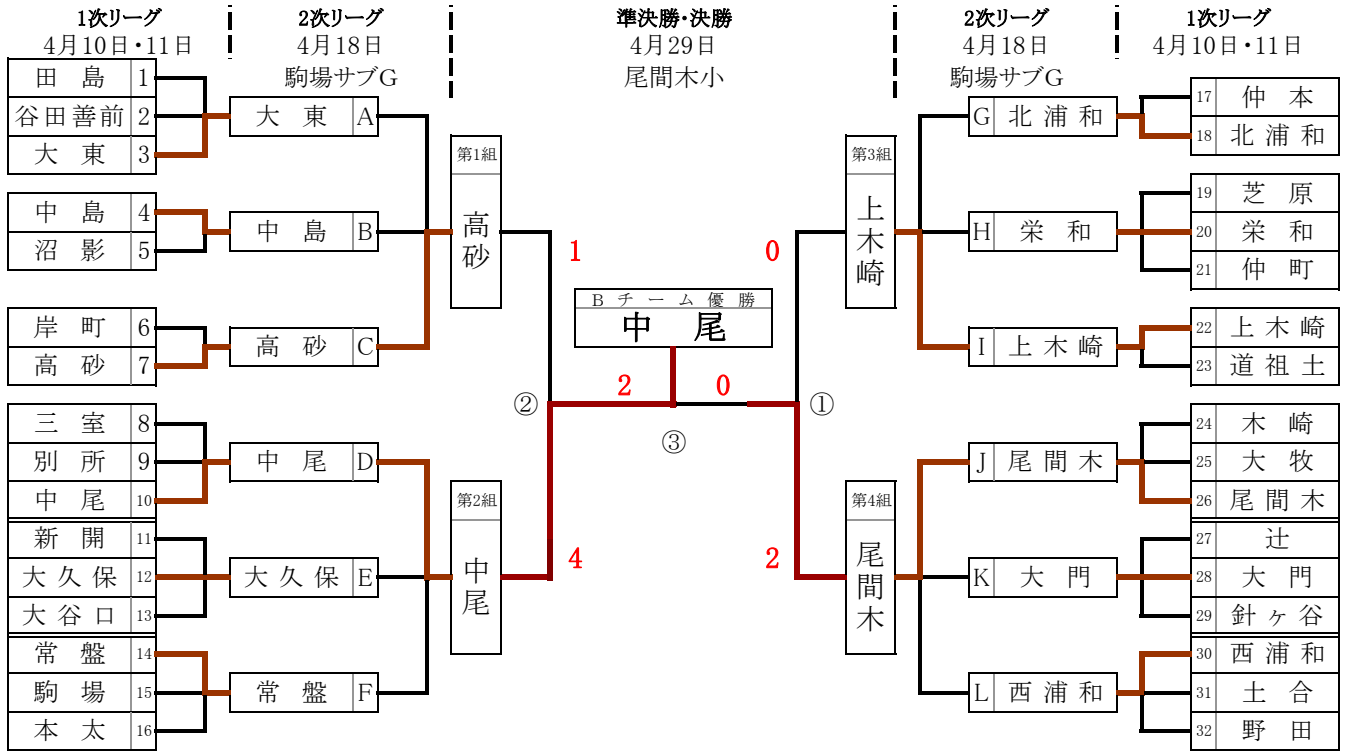 1次リーグ 2次リーグ 準決勝・決勝 2次リーグ 1次リーグ
4月10日・11日 4月18日 4月29日 4月18日 4月10日・11日
駒場サブG 尾間木小 駒場サブG
田島 1
谷田善前 2
大東 3
中島 4
沼影 5
岸町 6
高砂 7
三室 8
別所 9
中尾 10
新開 11
大久保 12
大谷口 13
常盤 14
駒場 15
本太 16
大東 A
中島 B
高砂 C
中尾 D
大久保 E
常盤 F
第1組
高砂
第2組
中尾
1
4
②
Bチーム優勝
中尾
2 0
③
0
2
①
第3組
上木崎
第4組
尾間木
G 北浦和
H 栄和
I 上木崎
J 尾間木
K 大門
L 西浦和
17 仲本
18 北浦和
19 芝原
20 栄和
21 仲町
22 上木崎
23 道祖土
24 木崎
25 大牧
26 尾間木
27 辻
28 大門
29 針ヶ谷
30 西浦和
31 土合
32 野田